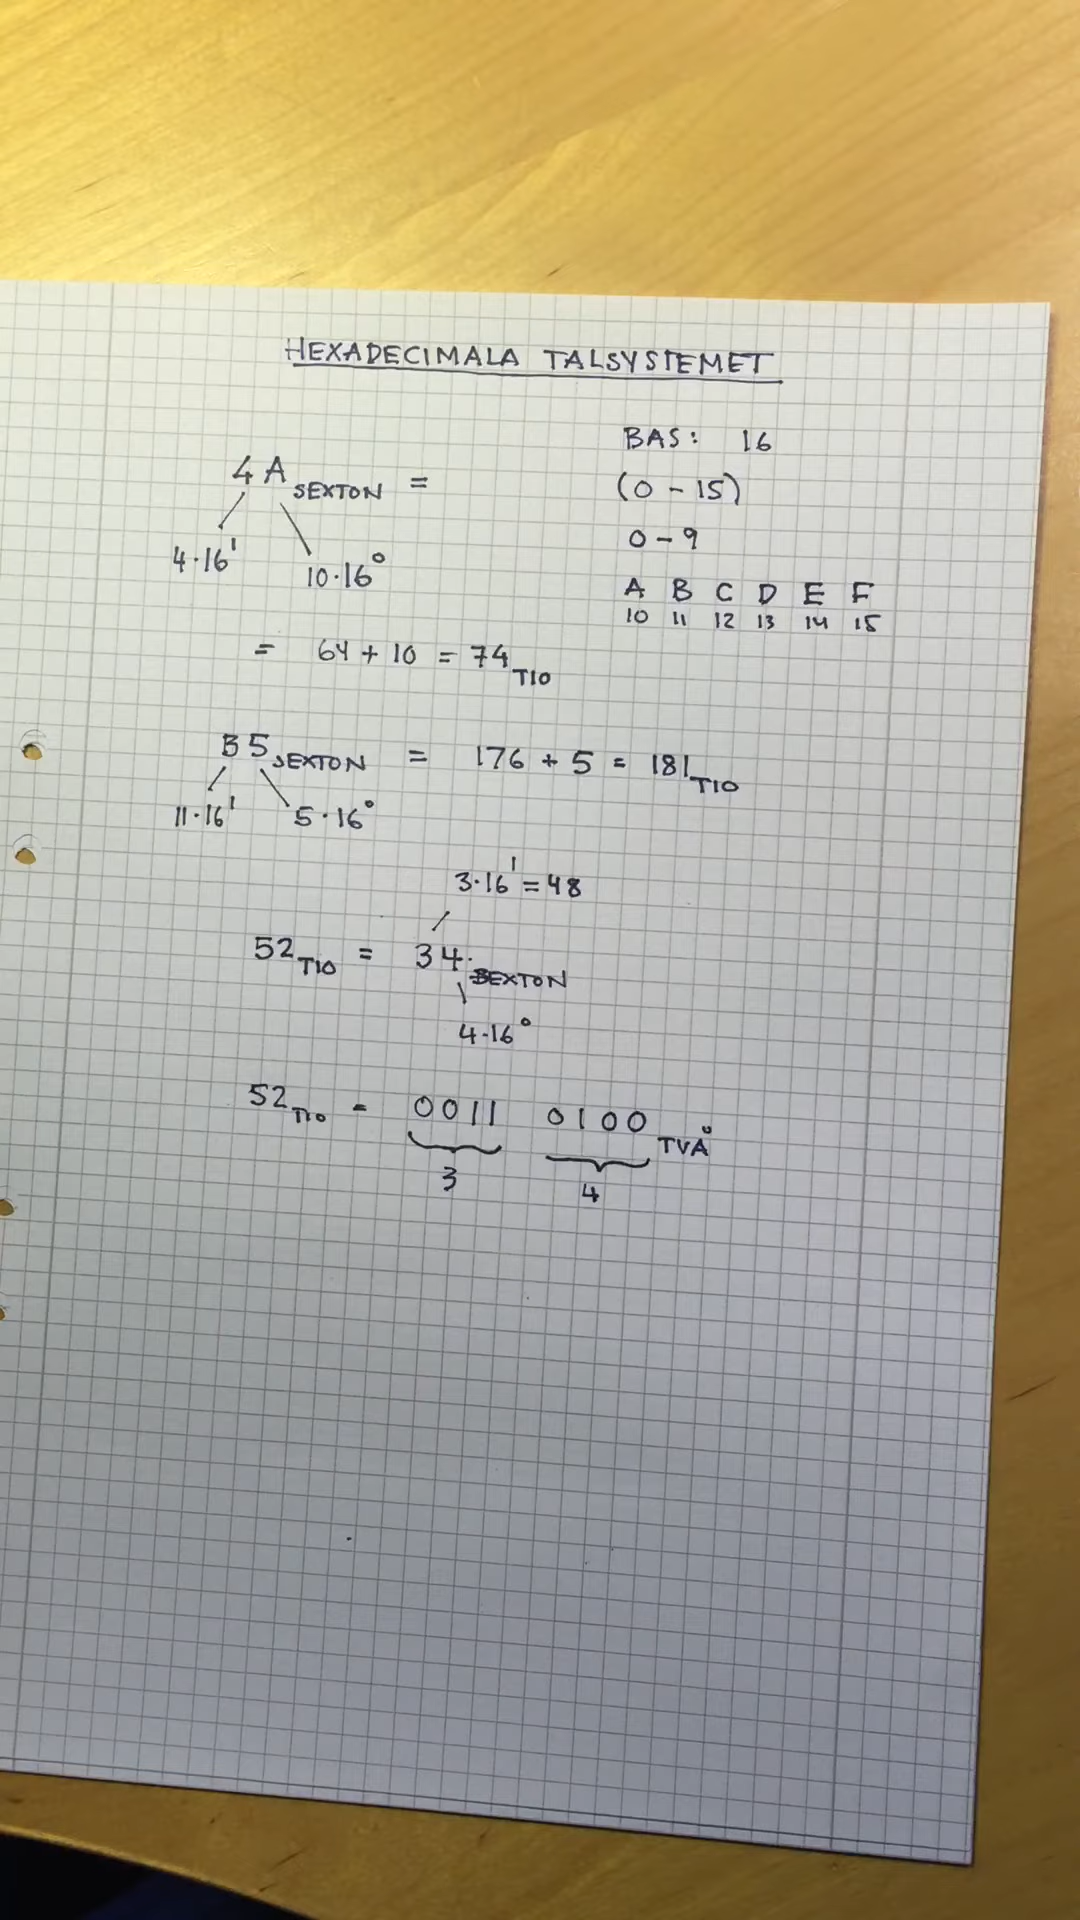 HEXADECIMALA TALSYSTEMET
BAS: 16
(0 - 15)
0 - 9
A B C D E F
10 11 12 13 14 15
4A SEXTON =
4·16¹ 10·16⁰
= 64 + 10 = 74 TIO
B5 SEXTON = 176 + 5 = 181 TIO
11·16¹ 5·16⁰
3·16¹ = 48
52 TIO = 34 SEXTON
4·16⁰
52 TIO = 0011 0100 TVÅ
3 4